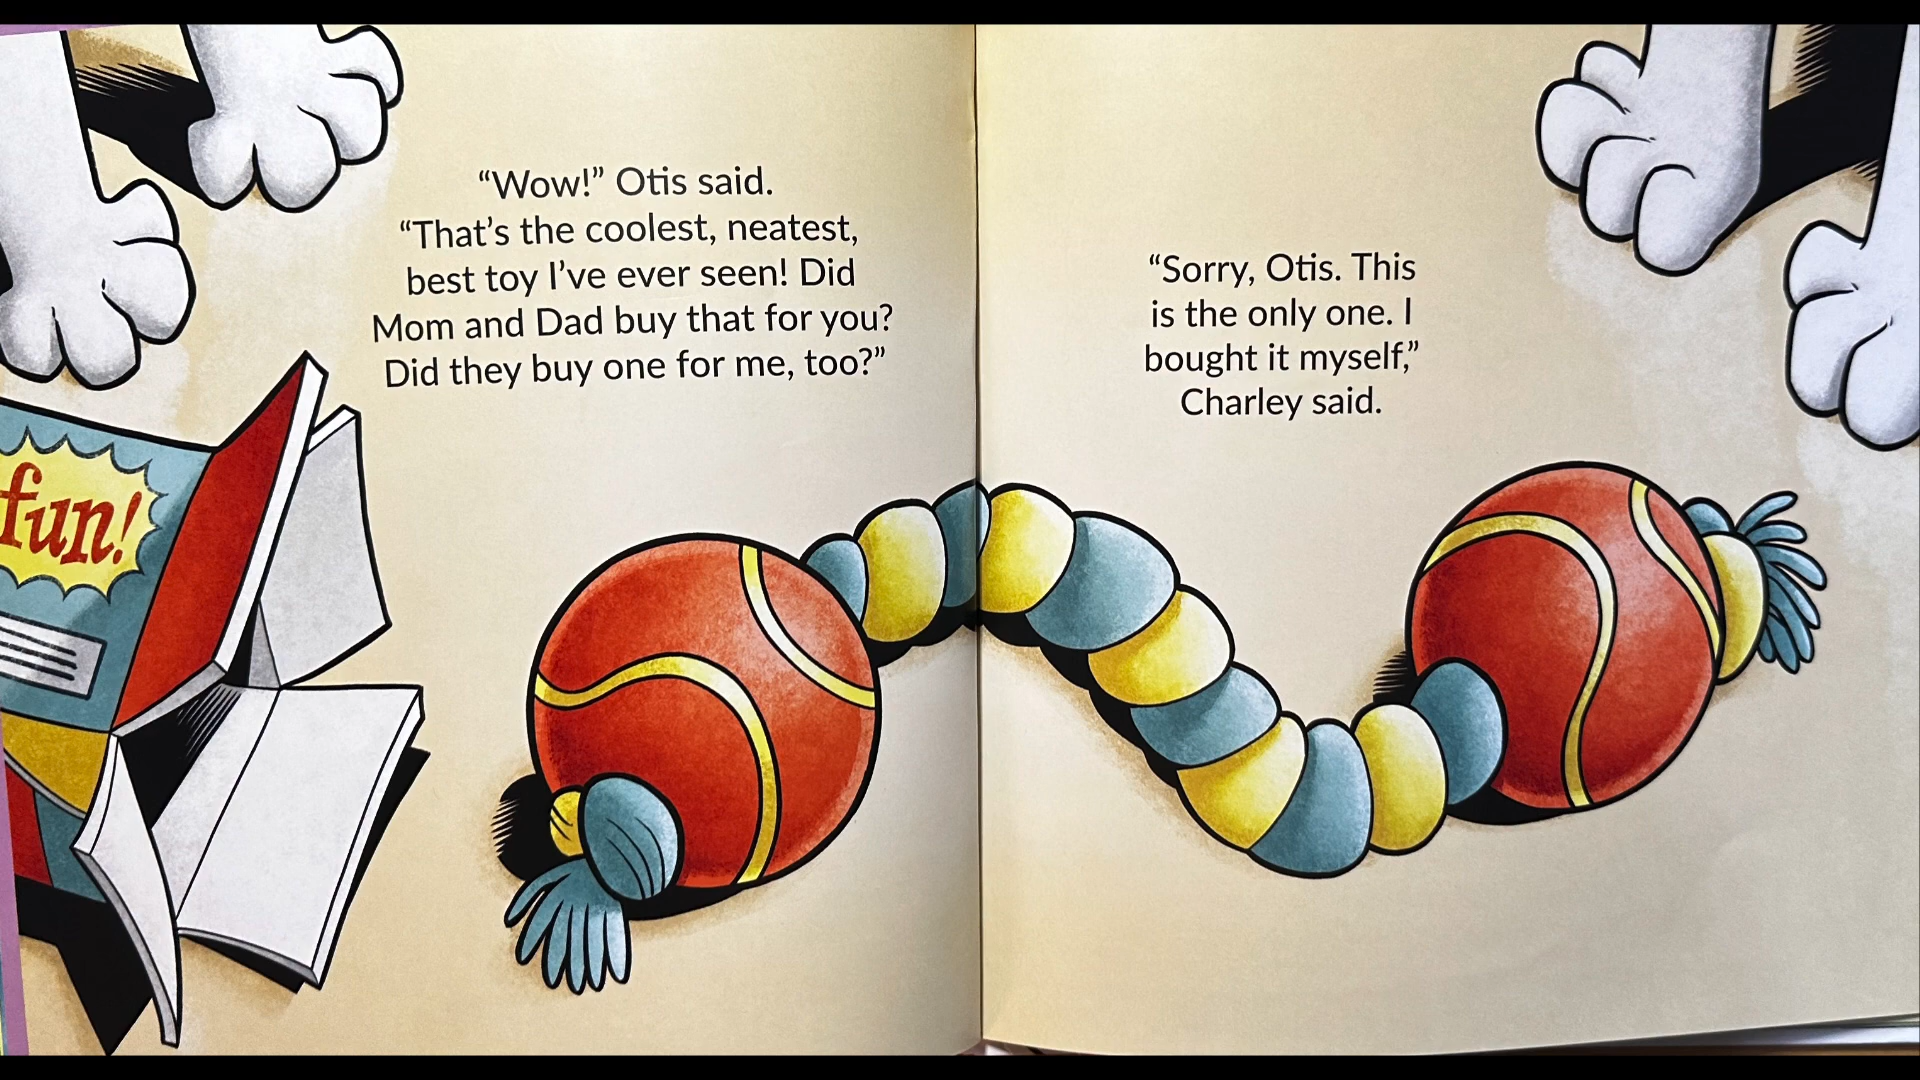 “Wow!” Otis said.
“That’s the coolest, neatest,
best toy I’ve ever seen! Did
Mom and Dad buy that for you?
Did they buy one for me, too?”
fun!
“Sorry, Otis. This
is the only one. I
bought it myself,”
Charley said.